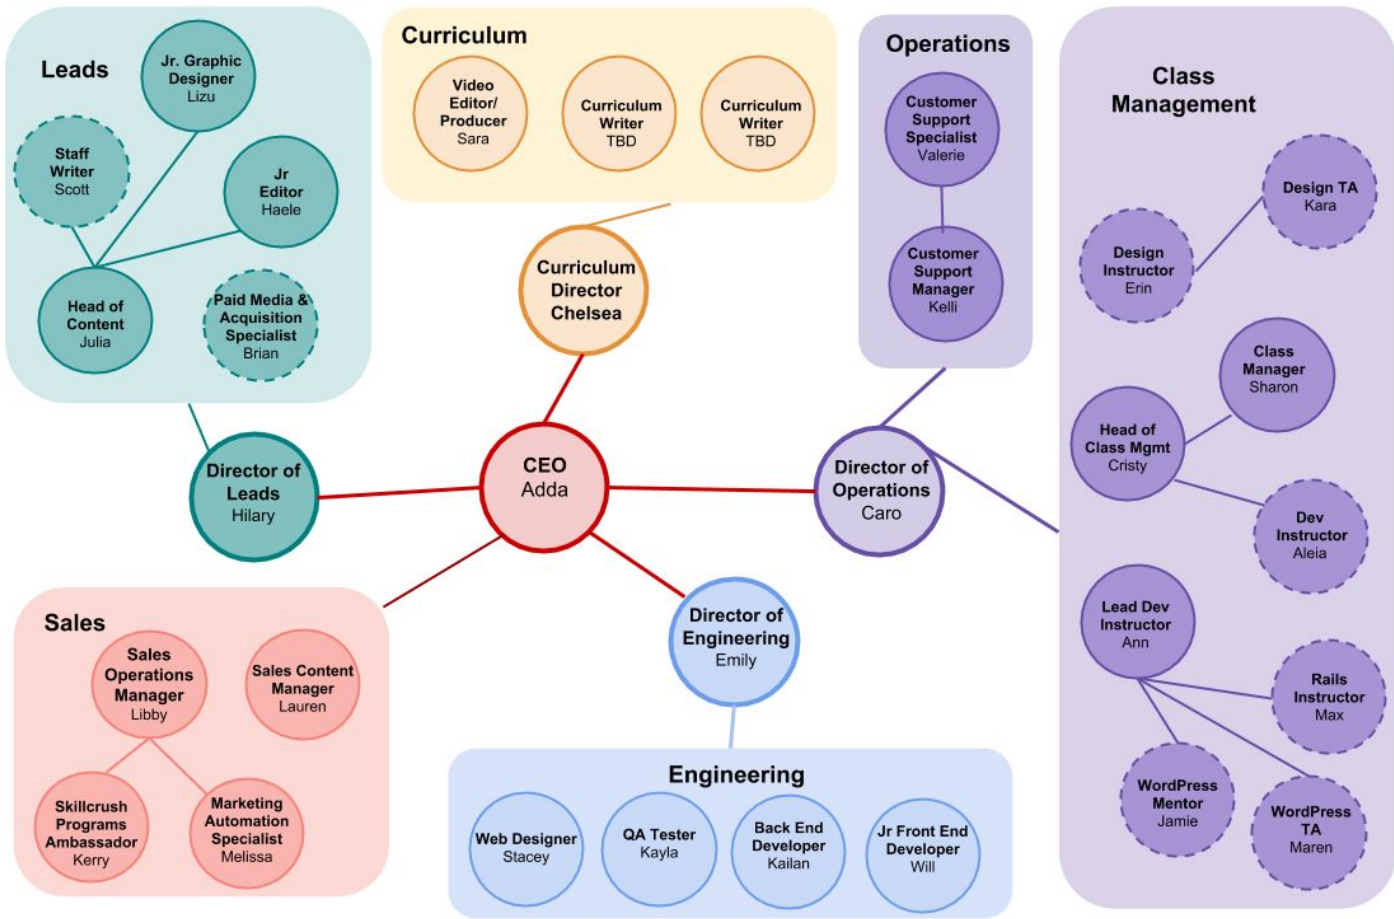 Leads
Jr. Graphic
Designer
Lizu
Staff
Writer
Scott
Jr
Editor
Haele
Head of
Content
Julia
Paid Media &
Acquisition
Specialist
Brian
Curriculum
Video
Editor/
Producer
Sara
Curriculum
Writer
TBD
Curriculum
Writer
TBD
Operations
Customer
Support
Specialist
Valerie
Customer
Support
Manager
Kelli
Class
Management
Design TA
Kara
Design
Instructor
Erin
Class
Manager
Sharon
Head of
Class Mgmt
Cristy
Dev
Instructor
Aleia
Lead Dev
Instructor
Ann
Rails
Instructor
Max
WordPress
Mentor
Jamie
WordPress
TA
Maren
Curriculum
Director
Chelsea
Director of
Leads
Hilary
CEO
Adda
Director of
Operations
Caro
Director of
Engineering
Emily
Sales
Sales
Operations
Manager
Libby
Sales Content
Manager
Lauren
Skillcrush
Programs
Ambassador
Kerry
Marketing
Automation
Specialist
Melissa
Engineering
Web Designer
Stacey
QA Tester
Kayla
Back End
Developer
Kailan
Jr Front End
Developer
Will